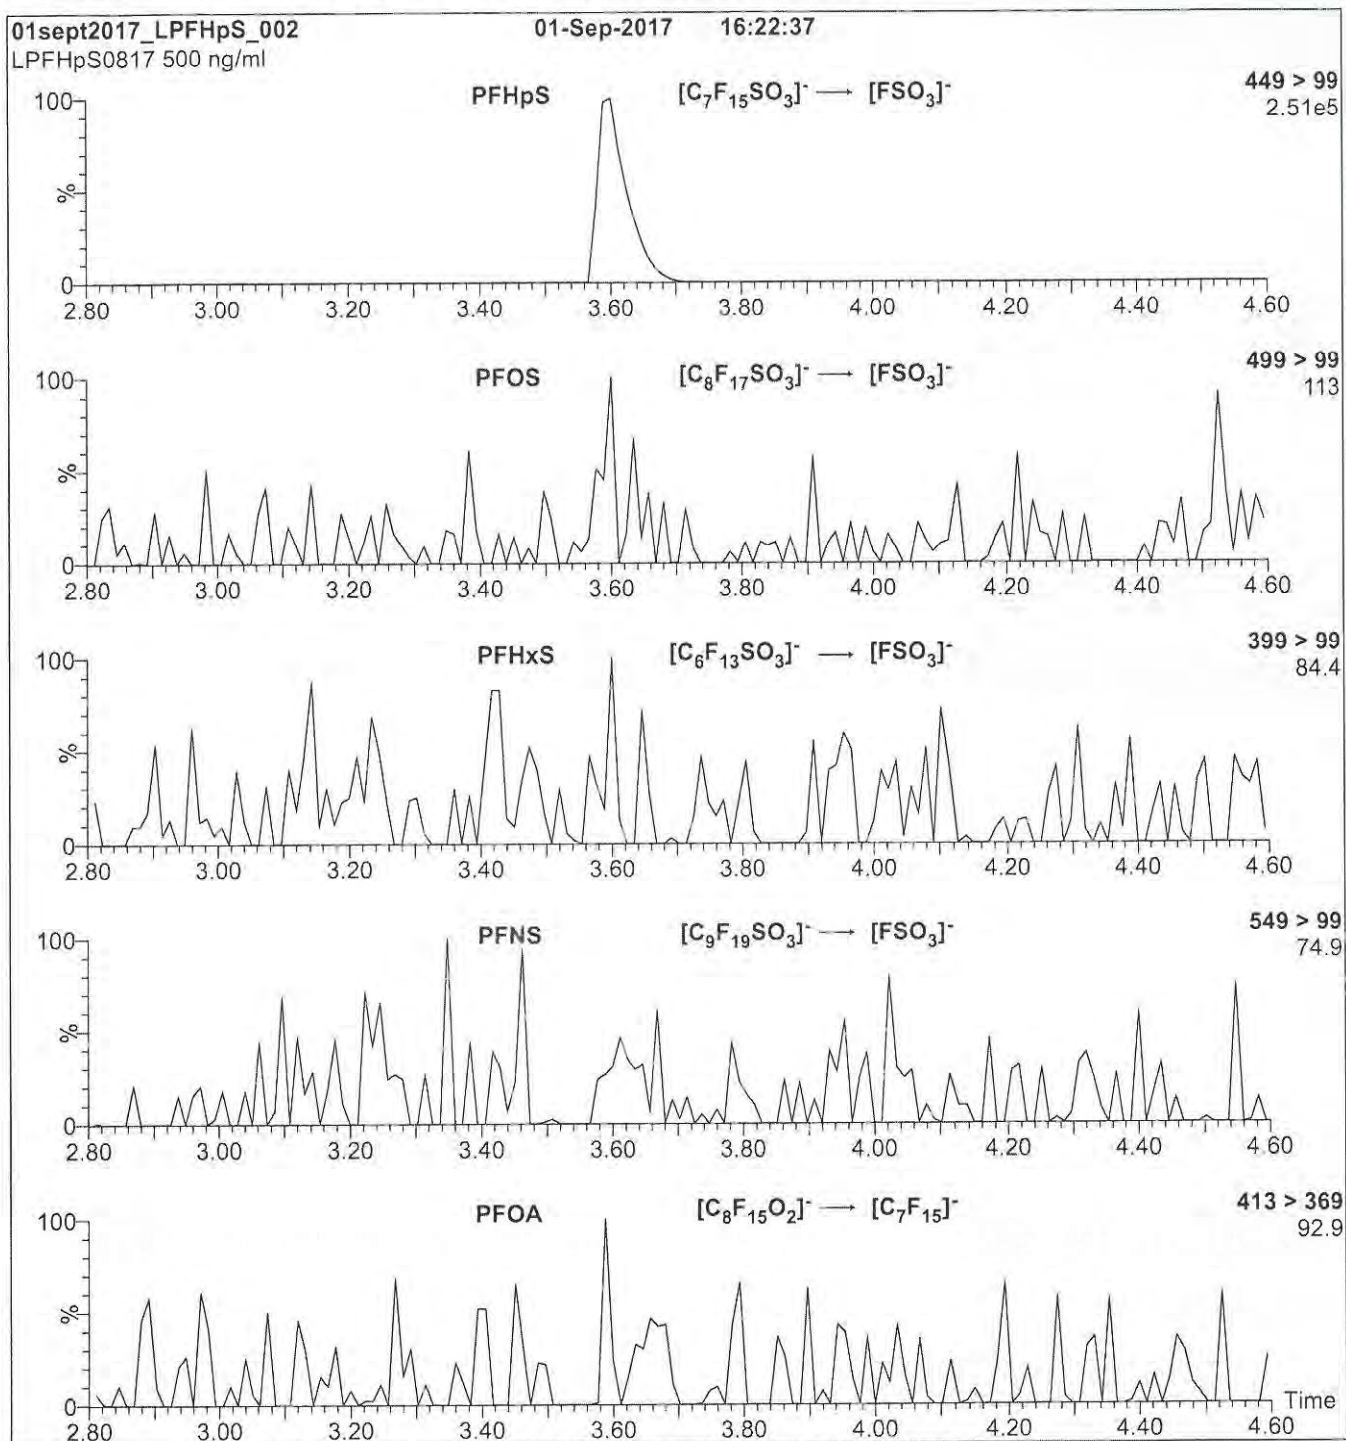 01sept2017_LPFHpS_002 01-Sep-2017 16:22:37
LPFHpS0817 500 ng/ml
PFHpS [C7F15SO3]- → [FSO3]- 449 > 99
2.51e5
100
%
0
2.80 3.00 3.20 3.40 3.60 3.80 4.00 4.20 4.40 4.60
PFOS [C8F17SO3]- → [FSO3]- 499 > 99
113
100
%
0
2.80 3.00 3.20 3.40 3.60 3.80 4.00 4.20 4.40 4.60
PFHxS [C6F13SO3]- → [FSO3]- 399 > 99
84.4
100
%
0
2.80 3.00 3.20 3.40 3.60 3.80 4.00 4.20 4.40 4.60
PFNS [C9F19SO3]- → [FSO3]- 549 > 99
74.9
100
%
0
2.80 3.00 3.20 3.40 3.60 3.80 4.00 4.20 4.40 4.60
PFOA [C8F15O2]- → [C7F15]- 413 > 369
92.9
100
%
0
Time
2.80 3.00 3.20 3.40 3.60 3.80 4.00 4.20 4.40 4.60